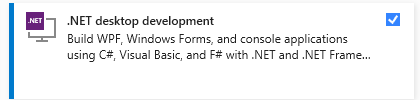 .NET
.NET desktop development
Build WPF, Windows Forms, and console applications
using C#, Visual Basic, and F# with .NET and .NET Frame...